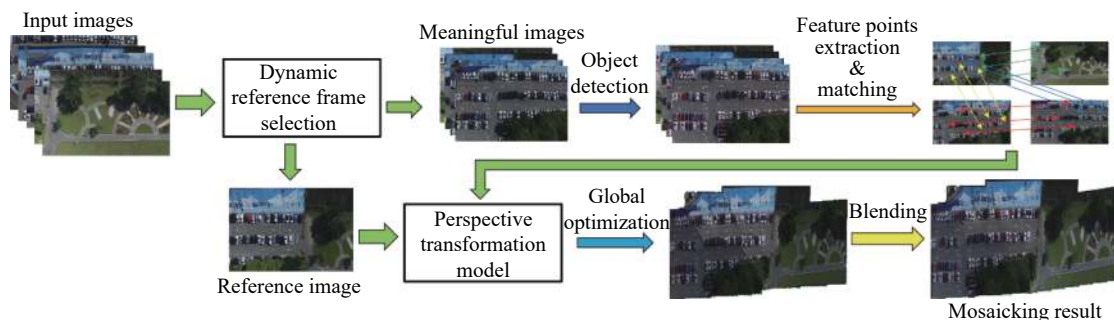 Input images
Dynamic
reference frame
selection
Meaningful images
Object
detection
Feature points
extraction
&
matching
Reference image
Perspective
transformation
model
Global
optimization
Blending
Mosaicking result